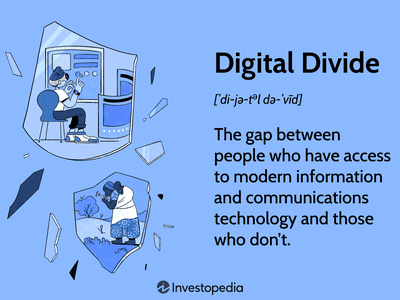 Digital Divide
[ˈdi-jə-tᵊl də-ˈvīd]
The gap between
people who have access
to modern information
and communications
technology and those
who don’t.
Investopedia